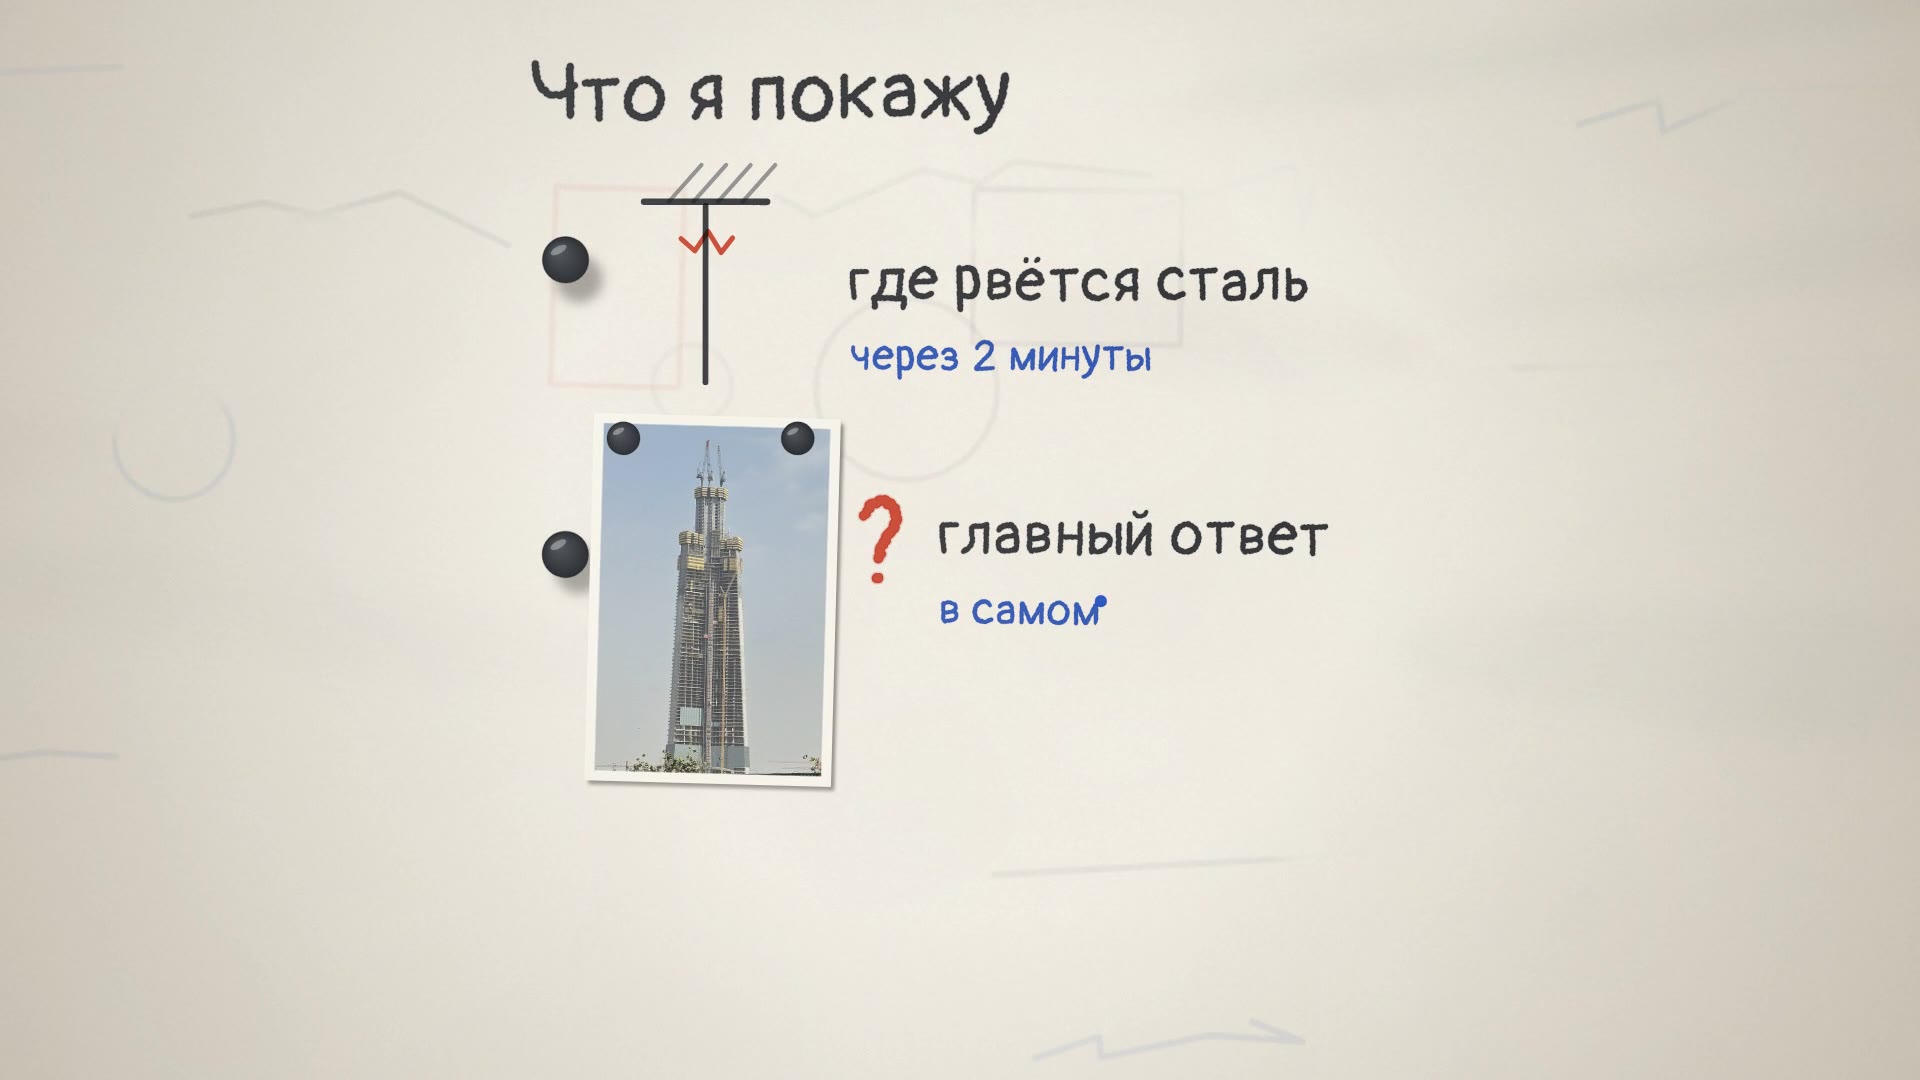 Что я покажу
где рвётся сталь
через 2 минуты
? главный ответ
в самом